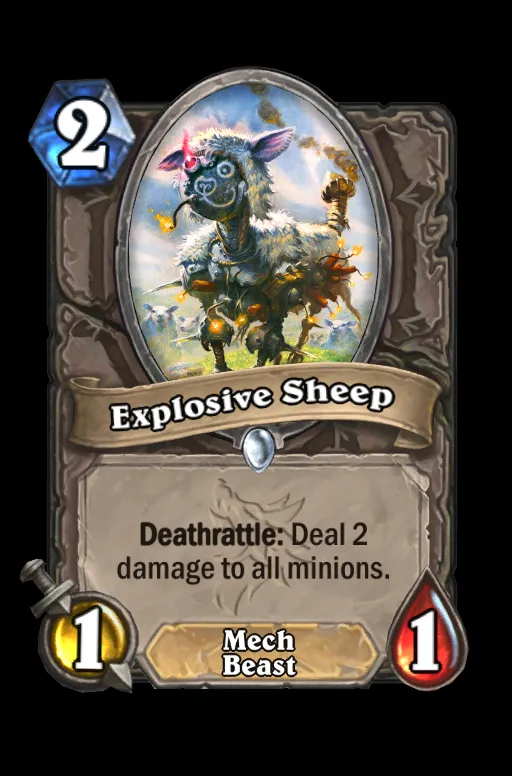 2
Explosive Sheep
Deathrattle: Deal 2
damage to all minions.
1
Mech
Beast
1